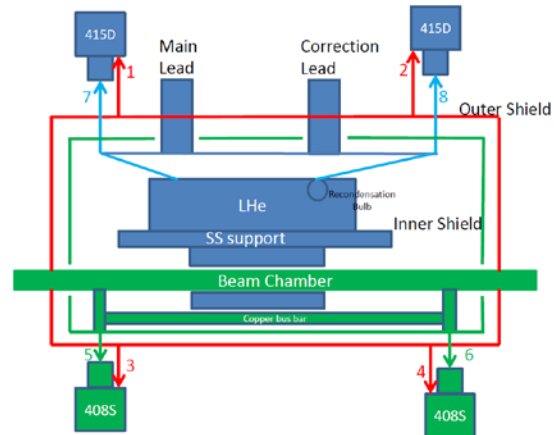 415D
415D
Main
Lead
Correction
Lead
1
2
7
8
Outer Shield
LHe
Recondensation
Bulb
Inner Shield
SS support
Beam Chamber
Copper bus bar
5
3
4
6
408S
408S